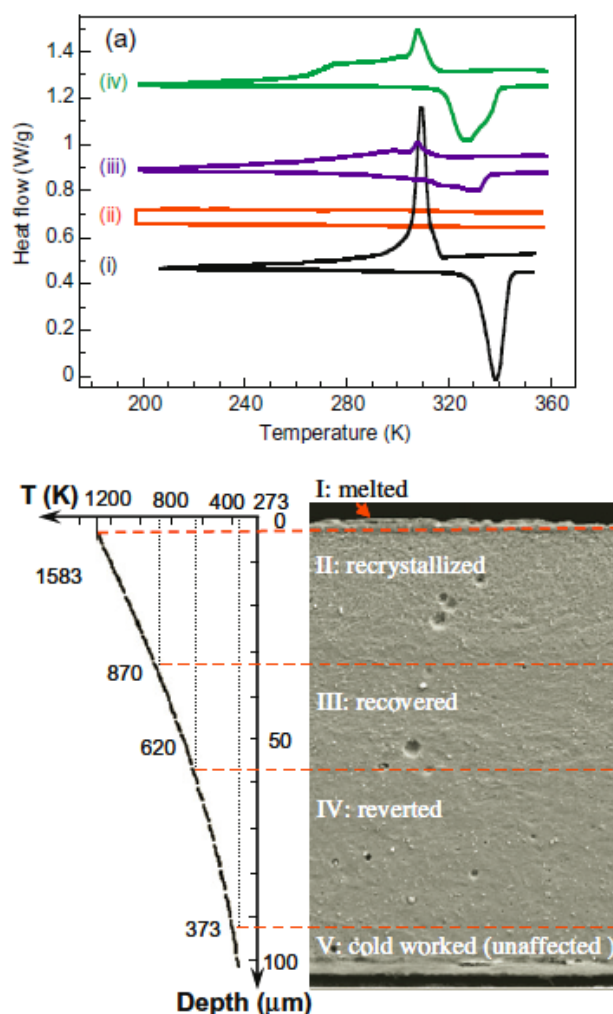 (a)
Heat flow (W/g)
1.4
1.2
1
0.8
0.6
0.4
0.2
0
(iv)
(iii)
(ii)
(i)
200 240 280 320 360
Temperature (K)
T (K)
1200 800 400 273
0
50
100
1583
870
620
373
Depth (μm)
I: melted
II: recrystallized
III: recovered
IV: reverted
V: cold worked (unaffected )